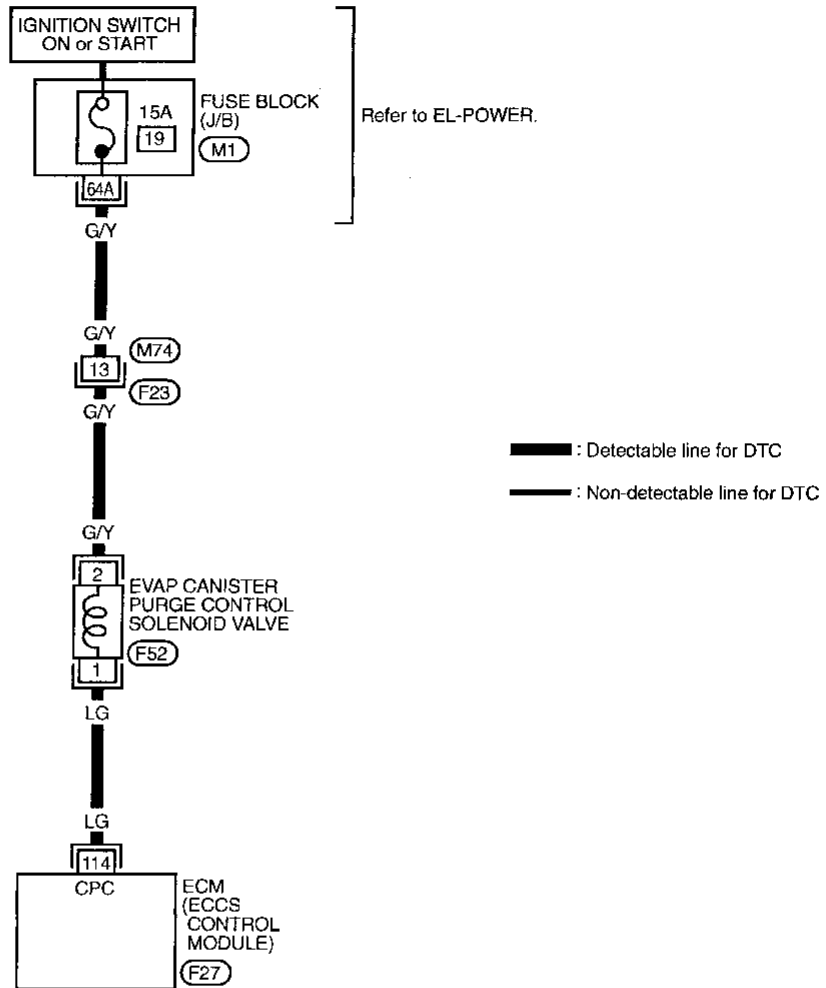 IGNITION SWITCH
ON or START
FUSE BLOCK
(J/B)
15A
19
M1
Refer to EL-POWER.
64A
G/Y
G/Y
M74
13
F23
G/Y
: Detectable line for DTC
: Non-detectable line for DTC
G/Y
2
EVAP CANISTER
PURGE CONTROL
SOLENOID VALVE
F52
1
LG
LG
114
CPC
ECM
(ECCS
CONTROL
MODULE)
F27